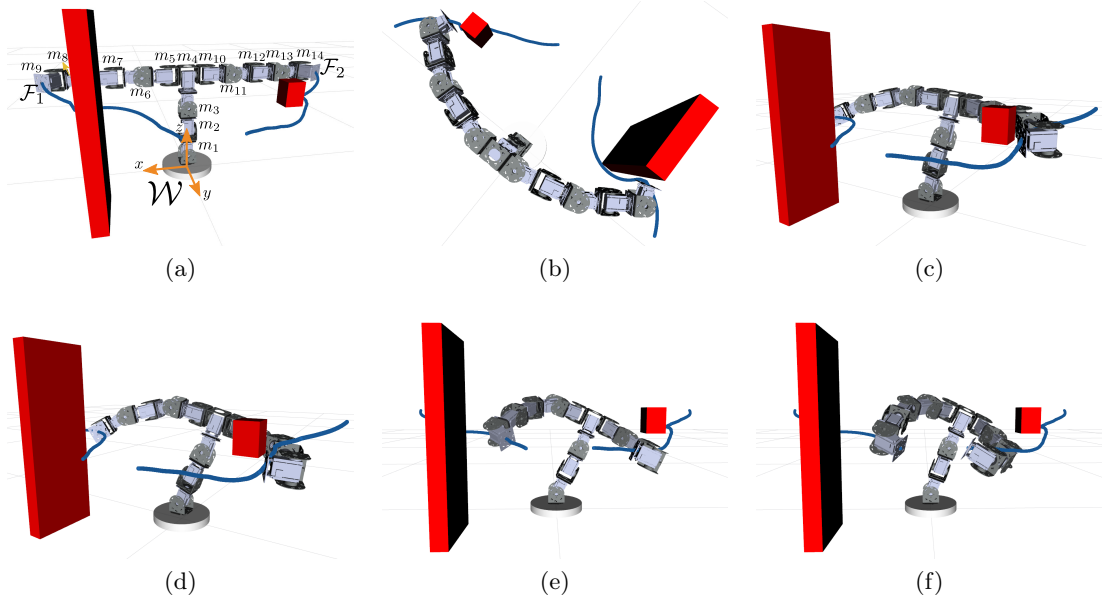 m₉ m₈ m₇ m₅ m₄ m₁₀ m₁₂ m₁₃ m₁₄
ℱ₁ m₆ m₁₁ ℱ₂
m₃
z m₂
m₁
x 𝒲 y
(a) (b) (c)
(d) (e) (f)